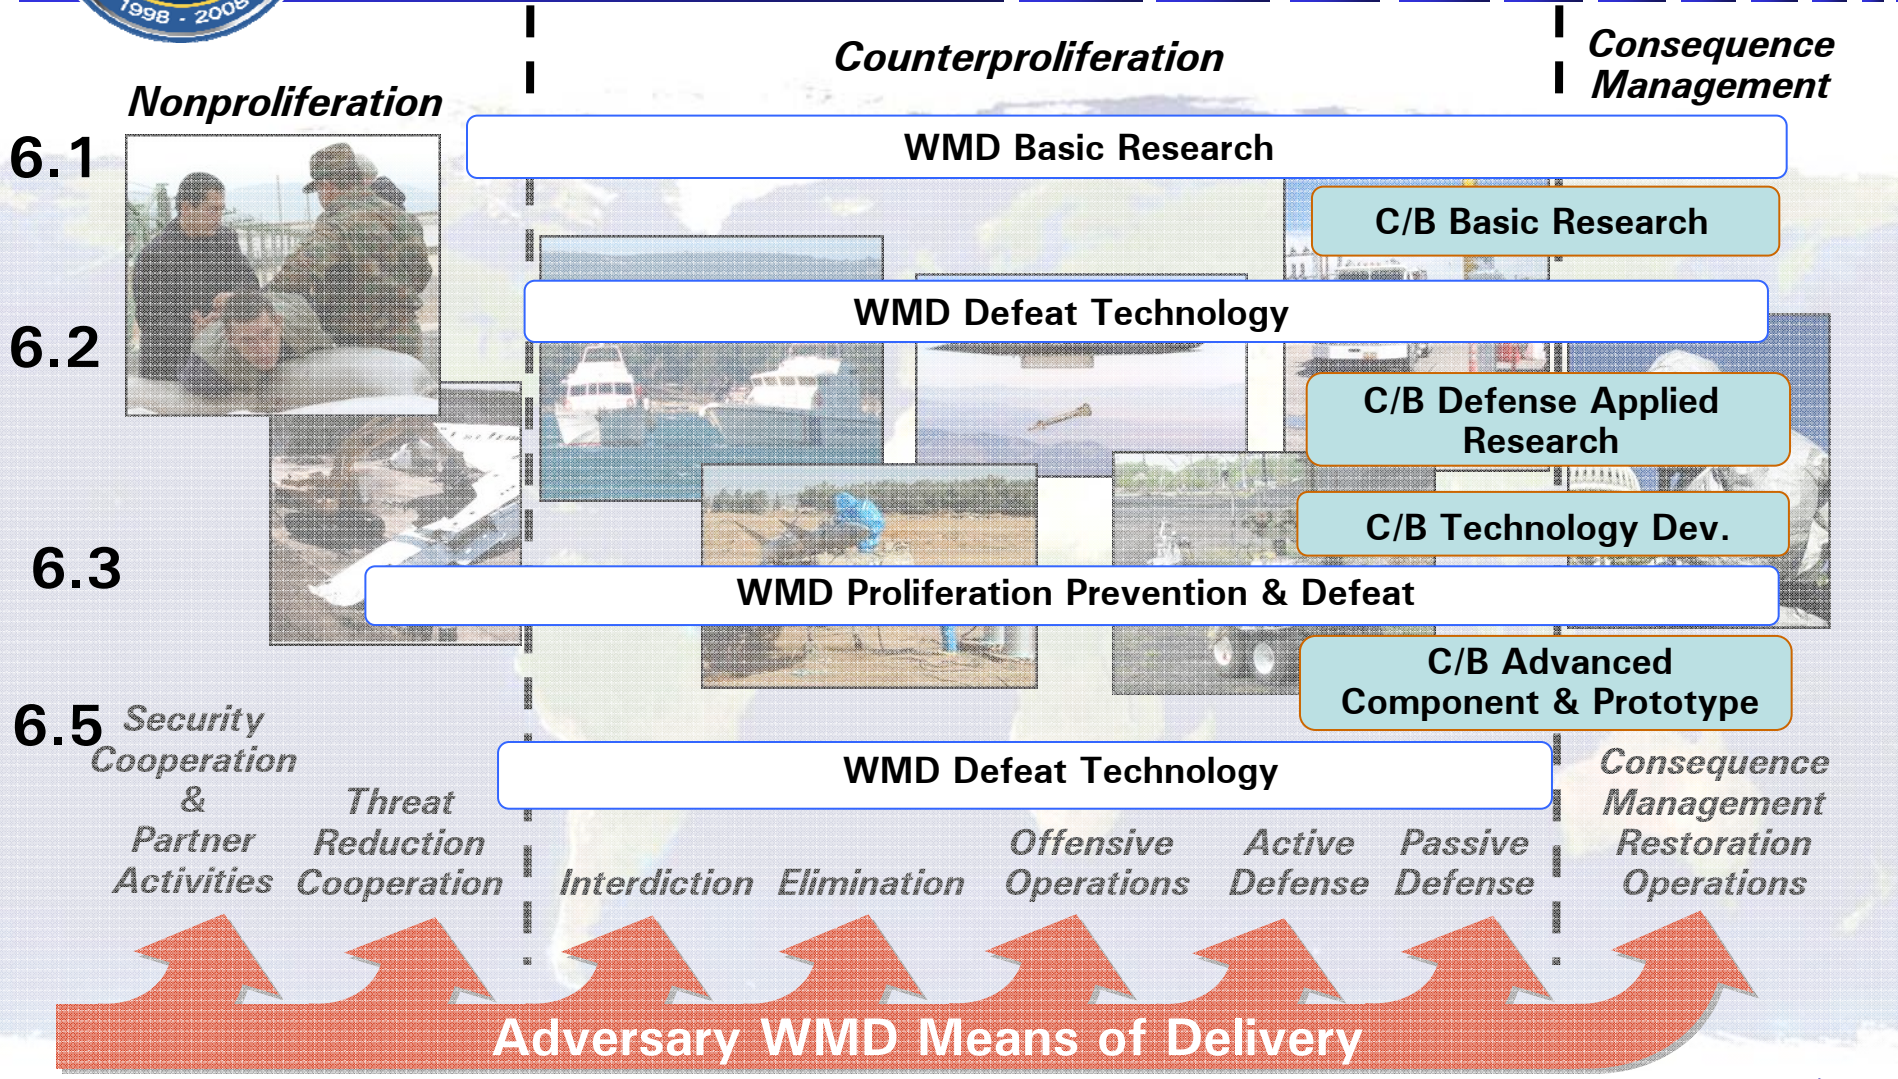 1998 - 2008
Nonproliferation
Counterproliferation
Consequence
Management
6.1
WMD Basic Research
C/B Basic Research
6.2
WMD Defeat Technology
C/B Defense Applied
Research
C/B Technology Dev.
6.3
WMD Proliferation Prevention & Defeat
C/B Advanced
Component & Prototype
6.5
WMD Defeat Technology
Security
Cooperation
&
Partner
Activities
Threat
Reduction
Cooperation
Interdiction
Elimination
Offensive
Operations
Active
Defense
Passive
Defense
Consequence
Management
Restoration
Operations
Adversary WMD Means of Delivery